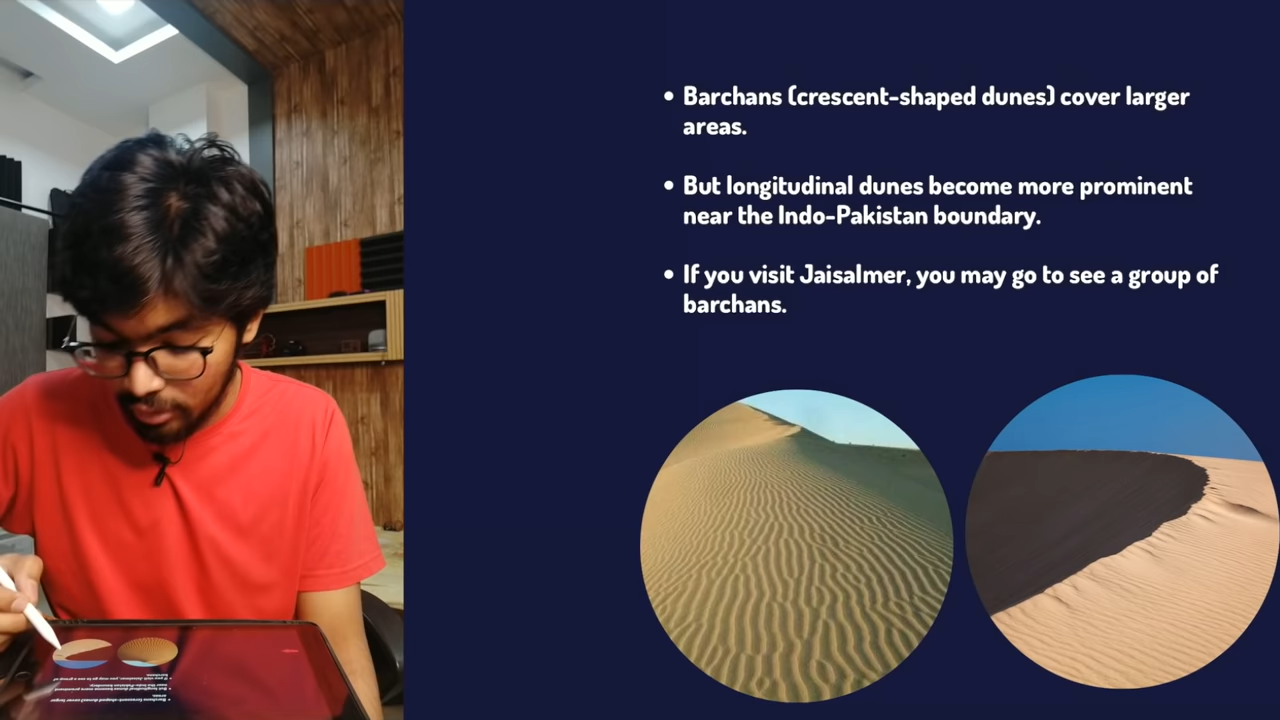 • Barchans (crescent-shaped dunes) cover larger
areas.
• But longitudinal dunes become more prominent
near the Indo-Pakistan boundary.
• If you visit Jaisalmer, you may go to see a group of
barchans.